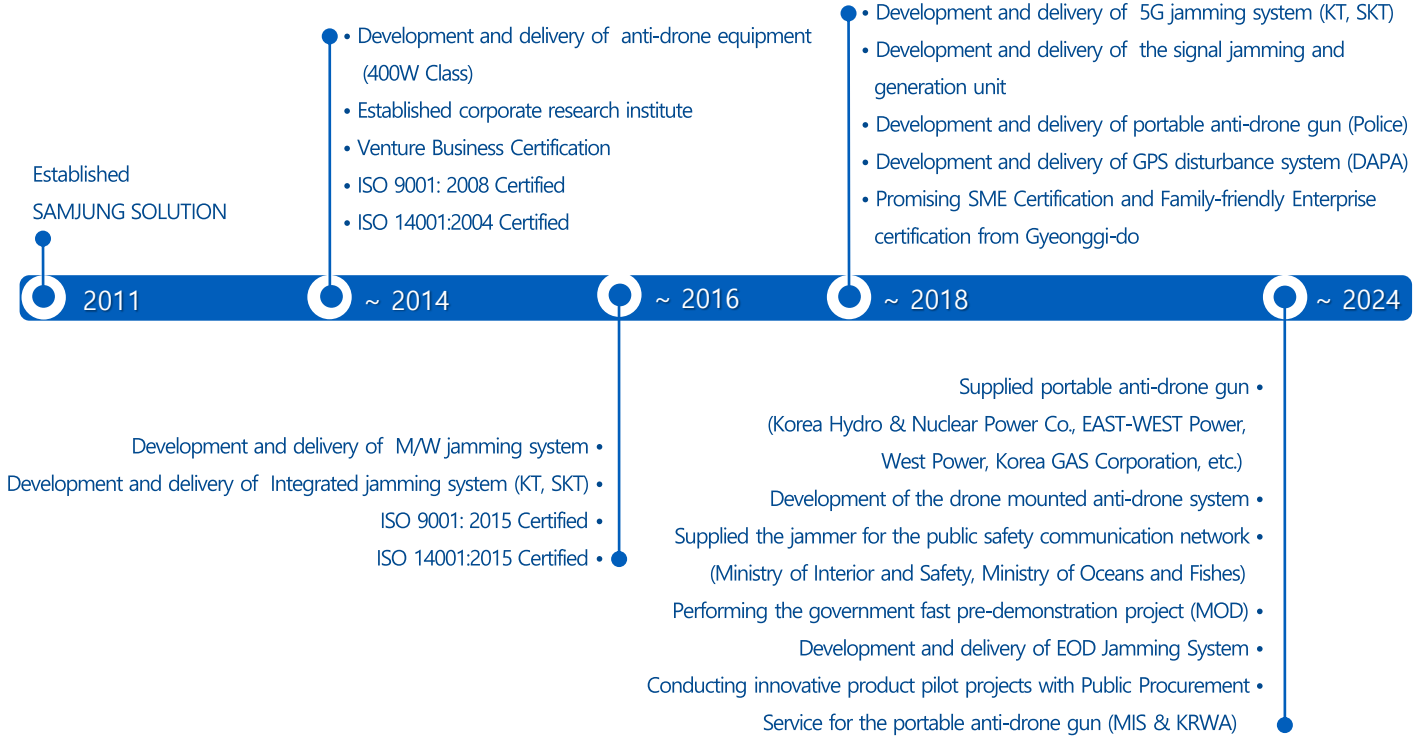 Established
SAMJUNG SOLUTION
2011
• Development and delivery of anti-drone equipment
(400W Class)
• Established corporate research institute
• Venture Business Certification
• ISO 9001: 2008 Certified
• ISO 14001:2004 Certified
~ 2014
~ 2016
Development and delivery of M/W jamming system •
Development and delivery of Integrated jamming system (KT, SKT) •
ISO 9001: 2015 Certified •
ISO 14001:2015 Certified •
• Development and delivery of 5G jamming system (KT, SKT)
• Development and delivery of the signal jamming and
generation unit
• Development and delivery of portable anti-drone gun (Police)
• Development and delivery of GPS disturbance system (DAPA)
• Promising SME Certification and Family-friendly Enterprise
certification from Gyeonggi-do
~ 2018
~ 2024
Supplied portable anti-drone gun •
(Korea Hydro & Nuclear Power Co., EAST-WEST Power,
West Power, Korea GAS Corporation, etc.)
Development of the drone mounted anti-drone system •
Supplied the jammer for the public safety communication network •
(Ministry of Interior and Safety, Ministry of Oceans and Fishes)
Performing the government fast pre-demonstration project (MOD) •
Development and delivery of EOD Jamming System •
Conducting innovative product pilot projects with Public Procurement •
Service for the portable anti-drone gun (MIS & KRWA)